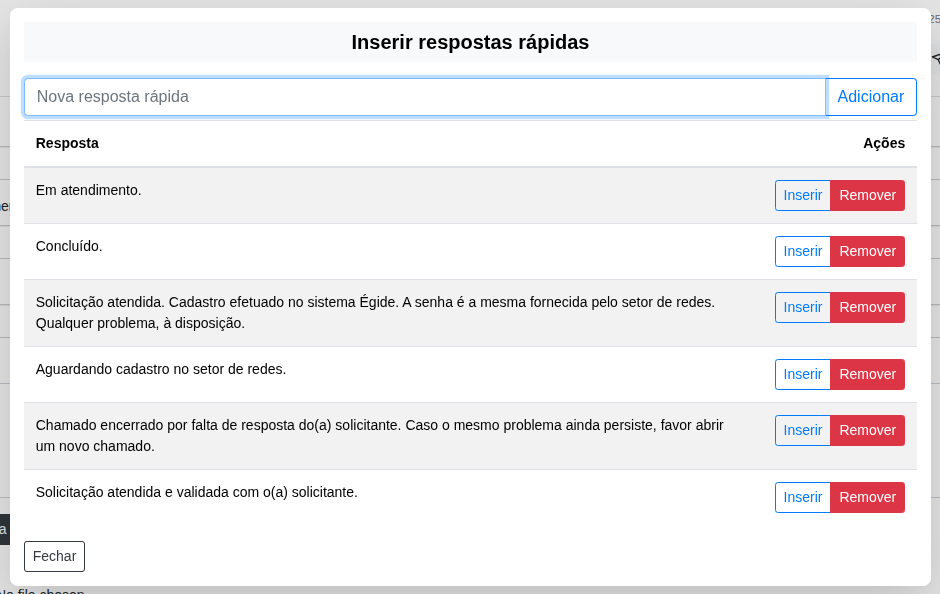 Inserir respostas rápidas
Nova resposta rápida Adicionar
Resposta Ações
Em atendimento. Inserir Remover
Concluído. Inserir Remover
Solicitação atendida. Cadastro efetuado no sistema Égide. A senha é a mesma fornecida pelo setor de redes.
Qualquer problema, à disposição.
Inserir Remover
Aguardando cadastro no setor de redes. Inserir Remover
Chamado encerrado por falta de resposta do(a) solicitante. Caso o mesmo problema ainda persiste, favor abrir
um novo chamado.
Inserir Remover
Solicitação atendida e validada com o(a) solicitante. Inserir Remover
Fechar